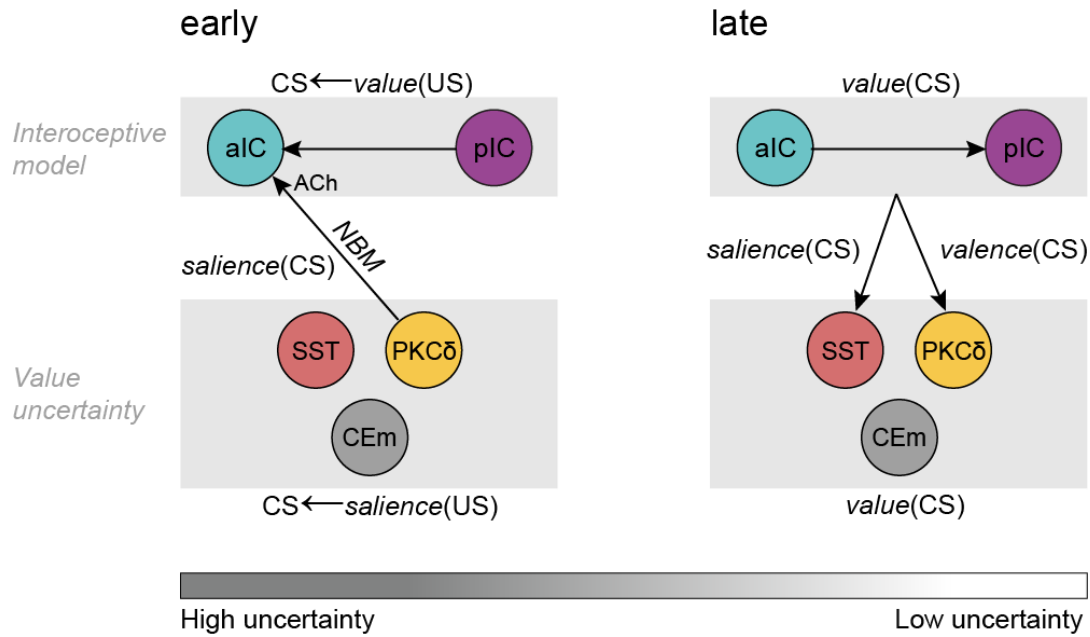 early
late
CS←value(US)
value(CS)
Interoceptive
model
aIC
pIC
aIC
pIC
ACh
NBM
salience(CS)
salience(CS)
valence(CS)
Value
uncertainty
SST
PKCδ
SST
PKCδ
CEm
CEm
CS←salience(US)
value(CS)
High uncertainty
Low uncertainty